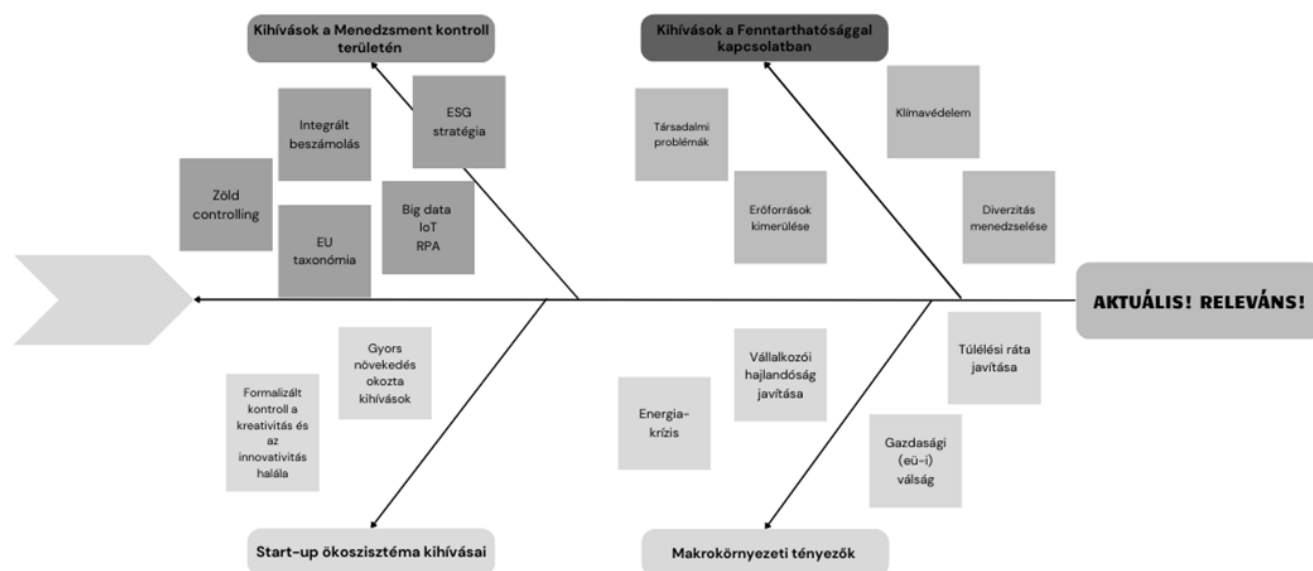 Kihívások a Menedzsment kontroll
területén
Kihívások a Fenntarthatósággal
kapcsolatban
ESG
stratégia
Integrált
beszámolás
Zöld
controlling
EU
taxonómia
Big data
IoT
RPA
Társadalmi
problémák
Klímavédelem
Erőforrások
kimerülése
Diverzitás
menedzselése
AKTUÁLIS! RELEVÁNS!
Gyors
növekedés
okozta
kihívások
Formalizált
kontroll a
kreativitás és
az
innovativitás
halála
Energia-
krízis
Vállalkozói
hajlandóság
javítása
Túlélési ráta
javítása
Gazdasági
(eü-i)
válság
Start-up ökoszisztéma kihívásai
Makrokörnyezeti tényezők